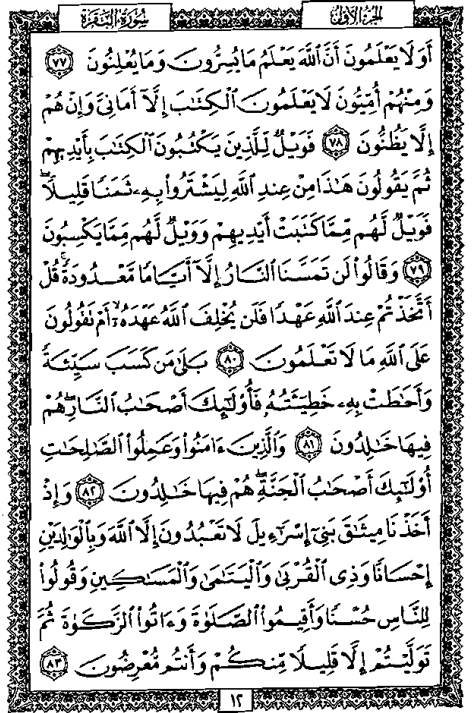 الجزء الأول سورة البقرة
أَوَلَا يَعْلَمُونَ أَنَّ ٱللَّهَ يَعْلَمُ مَا يُسِرُّونَ وَمَا يُعْلِنُونَ ٧٧
وَمِنْهُمْ أُمِّيُّونَ لَا يَعْلَمُونَ ٱلْكِتَٰبَ إِلَّآ أَمَانِىَّ وَإِنْ هُمْ
إِلَّا يَظُنُّونَ ٧٨ فَوَيْلٌ لِّلَّذِينَ يَكْتُبُونَ ٱلْكِتَٰبَ بِأَيْدِيهِمْ
ثُمَّ يَقُولُونَ هَٰذَا مِنْ عِندِ ٱللَّهِ لِيَشْتَرُوا۟ بِهِۦ ثَمَنًا قَلِيلًا ۖ
فَوَيْلٌ لَّهُم مِّمَّا كَتَبَتْ أَيْدِيهِمْ وَوَيْلٌ لَّهُم مِّمَّا يَكْسِبُونَ
٧٩ وَقَالُوا۟ لَن تَمَسَّنَا ٱلنَّارُ إِلَّآ أَيَّامًا مَّعْدُودَةً ۚ قُلْ
أَتَّخَذْتُمْ عِندَ ٱللَّهِ عَهْدًا فَلَن يُخْلِفَ ٱللَّهُ عَهْدَهُۥٓ ۖ أَمْ تَقُولُونَ
عَلَى ٱللَّهِ مَا لَا تَعْلَمُونَ ٨٠ بَلَىٰ مَن كَسَبَ سَيِّئَةً
وَأَحَٰطَتْ بِهِۦ خَطِيٓـَٔتُهُۥ فَأُو۟لَٰٓئِكَ أَصْحَٰبُ ٱلنَّارِ ۖ هُمْ
فِيهَا خَٰلِدُونَ ٨١ وَٱلَّذِينَ ءَامَنُوا۟ وَعَمِلُوا۟ ٱلصَّٰلِحَٰتِ
أُو۟لَٰٓئِكَ أَصْحَٰبُ ٱلْجَنَّةِ ۖ هُمْ فِيهَا خَٰلِدُونَ ٨٢ وَإِذْ
أَخَذْنَا مِيثَٰقَ بَنِىٓ إِسْرَٰٓءِيلَ لَا تَعْبُدُونَ إِلَّا ٱللَّهَ وَبِٱلْوَٰلِدَيْنِ
إِحْسَانًا وَذِى ٱلْقُرْبَىٰ وَٱلْيَتَٰمَىٰ وَٱلْمَسَٰكِينِ وَقُولُوا۟
لِلنَّاسِ حُسْنًا وَأَقِيمُوا۟ ٱلصَّلَوٰةَ وَءَاتُوا۟ ٱلزَّكَوٰةَ ثُمَّ
تَوَلَّيْتُمْ إِلَّا قَلِيلًا مِّنكُمْ وَأَنتُم مُّعْرِضُونَ ٨٣
١٢